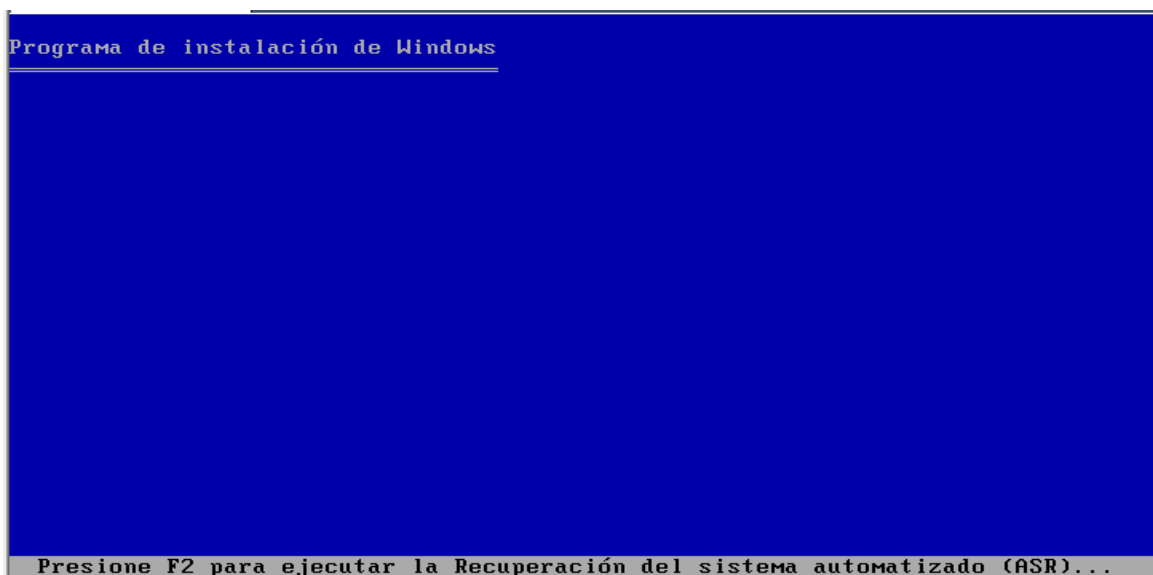 Programa de instalación de Windows
Presione F2 para ejecutar la Recuperación del sistema automatizado (ASR)...